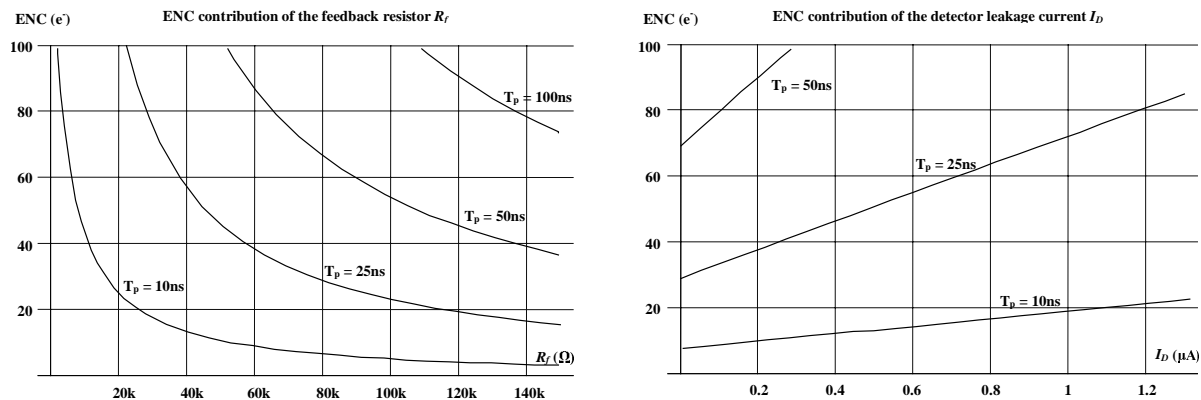 ENC (e-)
ENC contribution of the feedback resistor Rf
100
80
60
40
20
Tp = 100ns
Tp = 50ns
Tp = 25ns
Tp = 10ns
Rf (Ω)
20k 40k 60k 80k 100k 120k 140k
ENC (e-)
ENC contribution of the detector leakage current ID
100
80
60
40
20
Tp = 50ns
Tp = 25ns
Tp = 10ns
ID (µA)
0.2 0.4 0.6 0.8 1 1.2